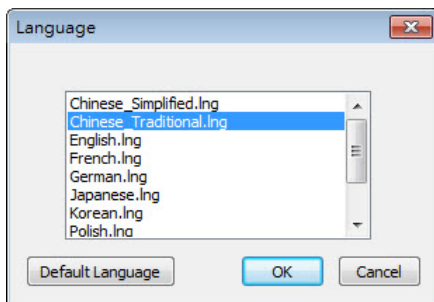 Language
Chinese_Simplified.lng
Chinese_Traditional.lng
English.lng
French.lng
German.lng
Japanese.lng
Korean.lng
Polish.lng
Default Language
OK
Cancel